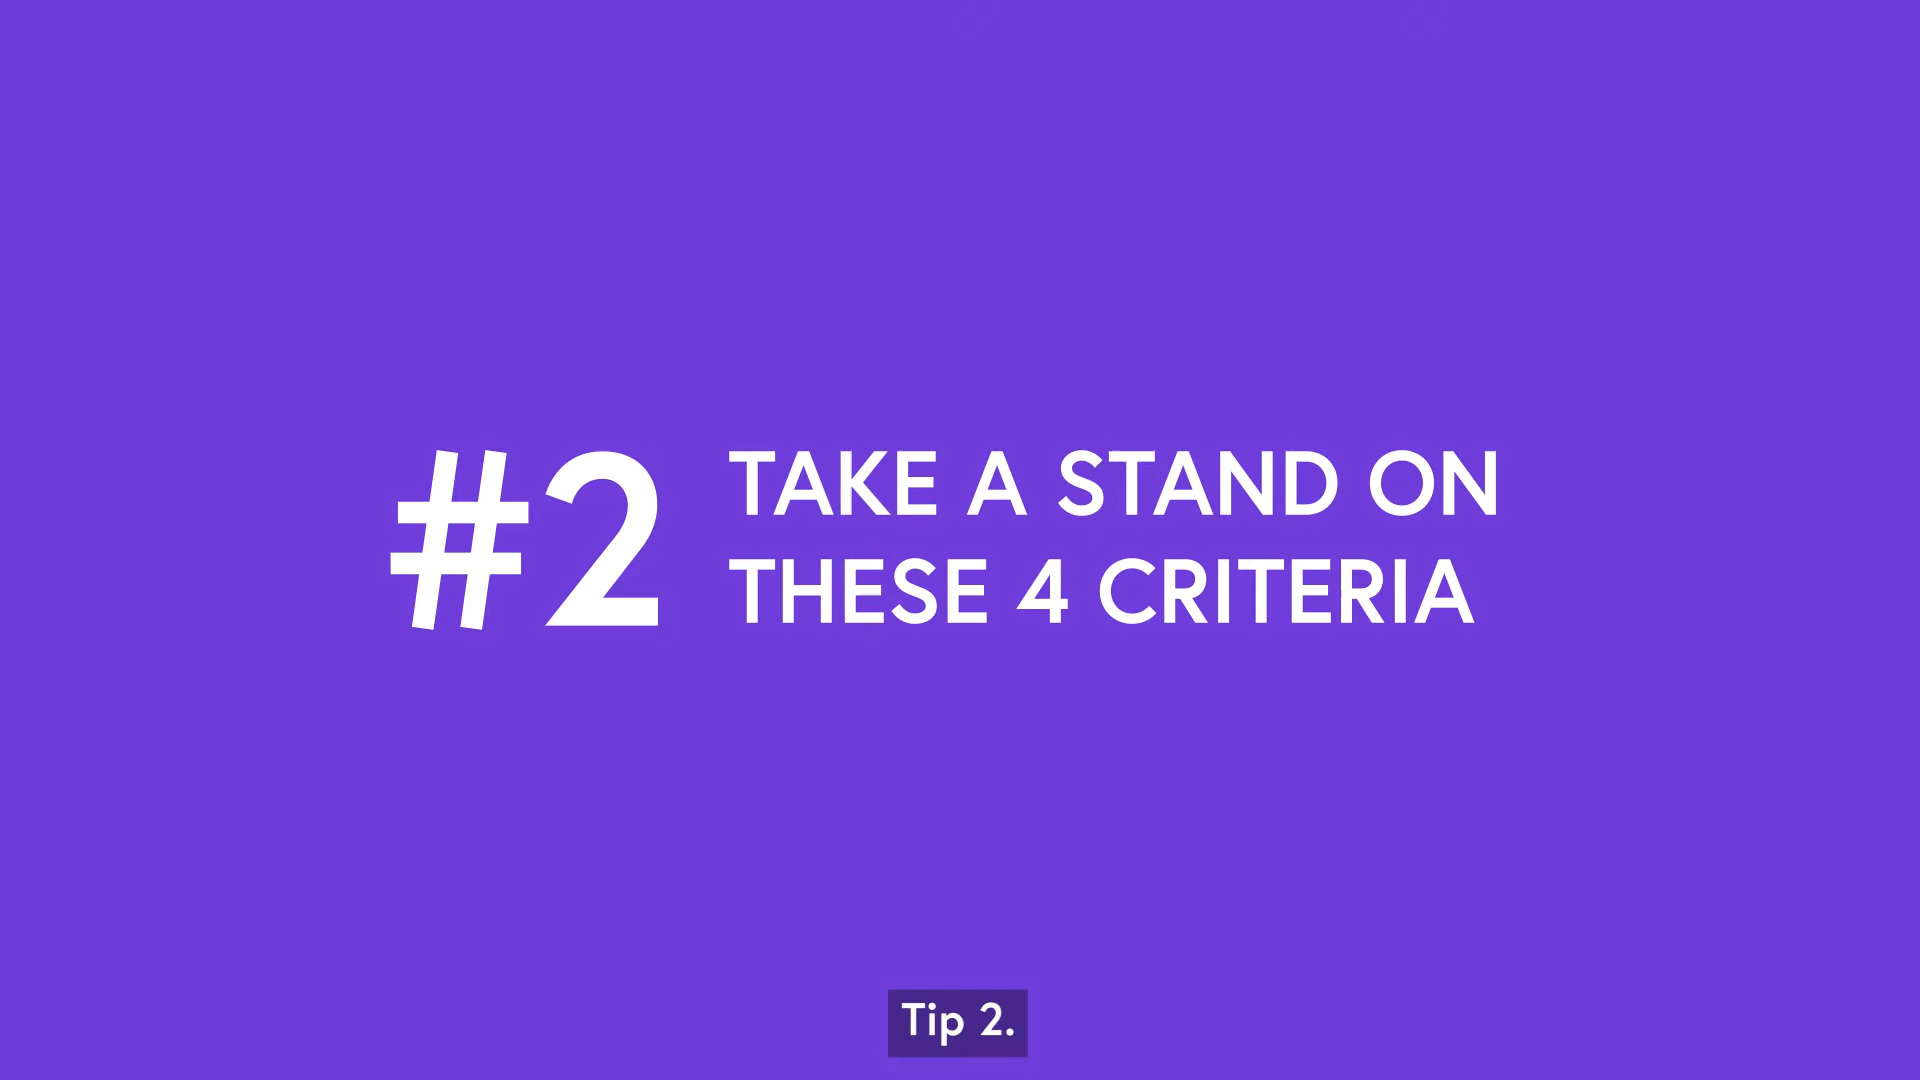 #2
TAKE A STAND ON
THESE 4 CRITERIA
Tip 2.